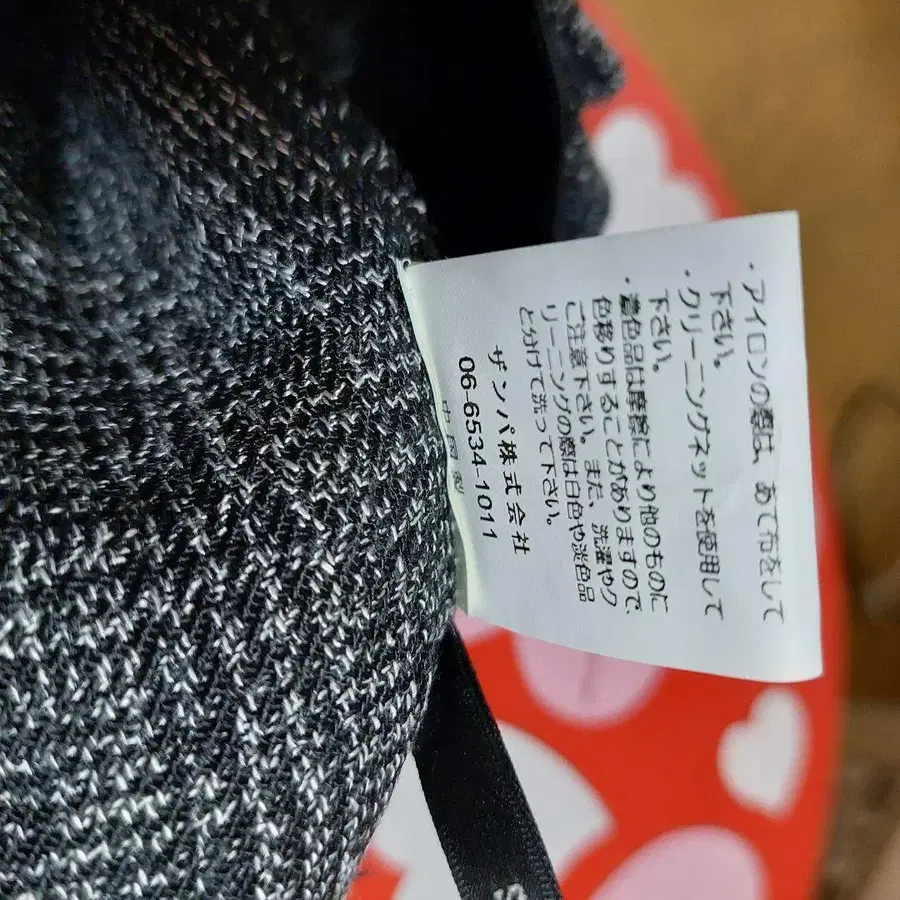 ・アイロンの際は、あて布をして
下さい。
・クリーニングネットを使用して
下さい。
・着色品は摩擦により他のものに
色移りすることがありますので、
ご注意下さい。また、洗濯やク
リーニングの際は白色や淡色品
と分けて洗って下さい。
ザンパ株式会社
06-6534-1011
中国製